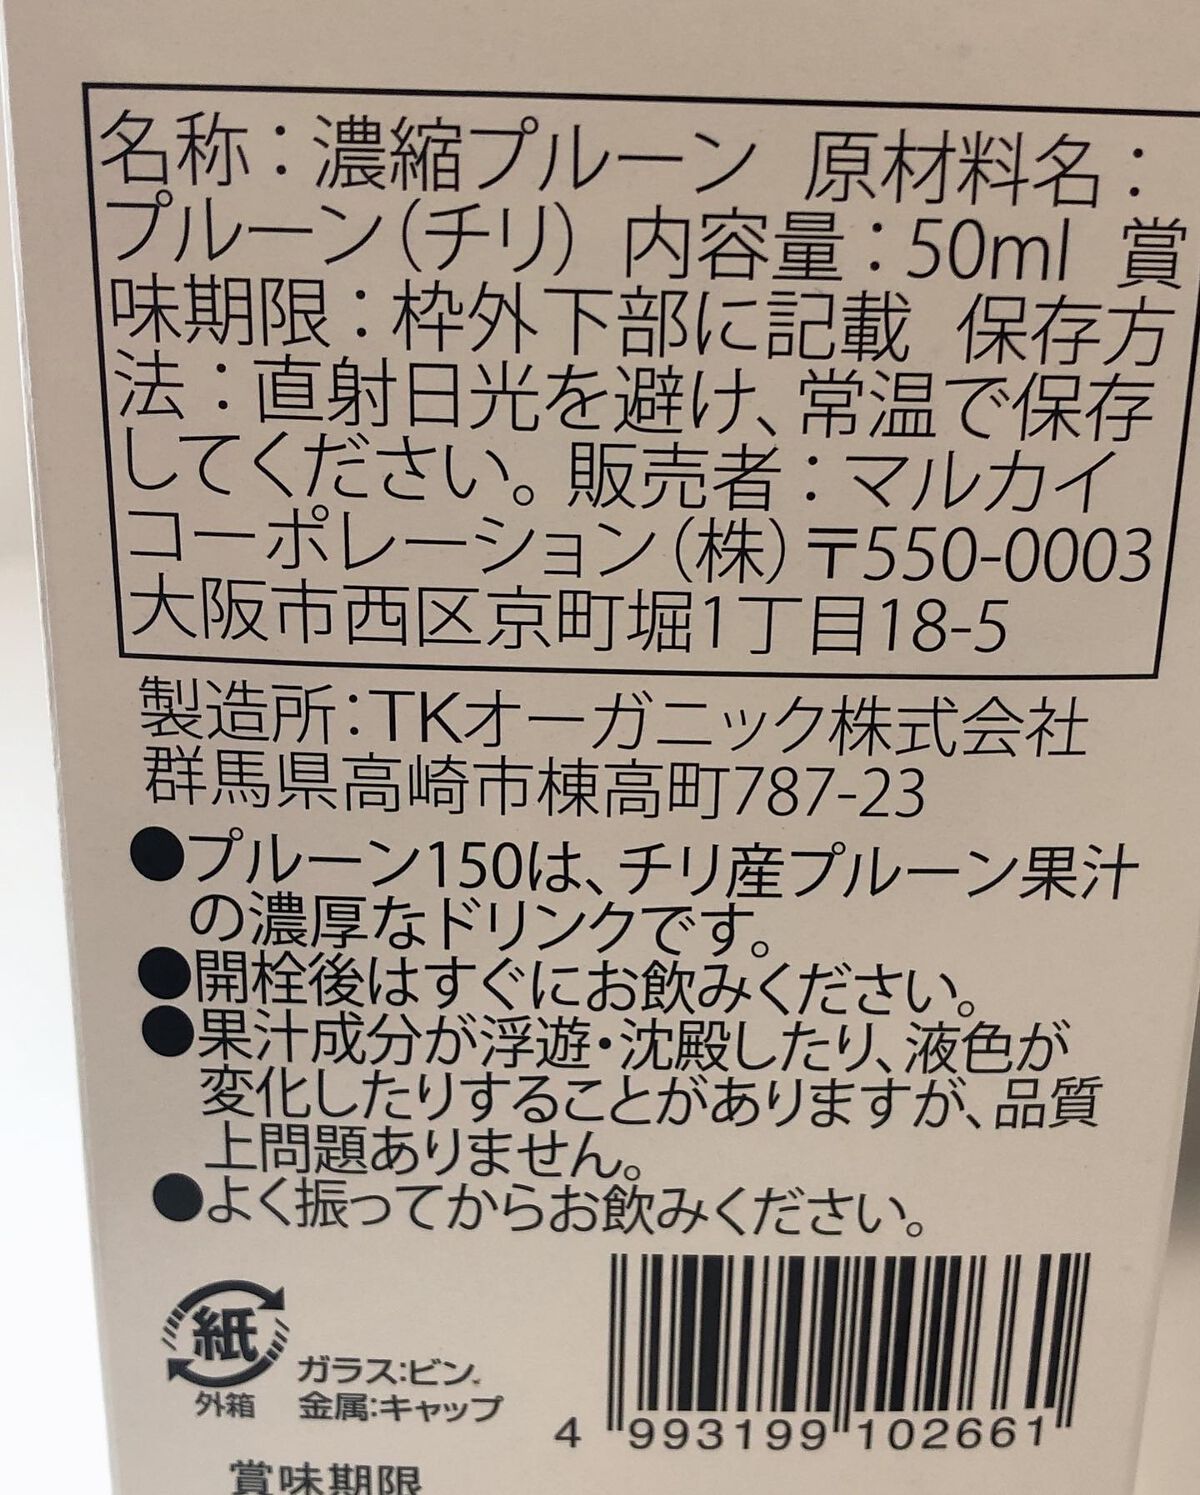 名称：濃縮プルーン 原材料名：
プルーン（チリ） 内容量：50ml 賞
味期限：枠外下部に記載 保存方
法：直射日光を避け、常温で保存
してください。販売者：マルカイ
コーポレーション（株）〒550-0003
大阪市西区京町堀1丁目18-5
製造所：TKオーガニック株式会社
群馬県高崎市棟高町787-23
●プルーン150は、チリ産プルーン果汁
の濃厚なドリンクです。
●開栓後はすぐにお飲みください。
●果汁成分が浮遊・沈殿したり、液色が
変化したりすることがありますが、品質
上問題ありません。
●よく振ってからお飲みください。
紙
外箱
ガラス：ビン
金属：キャップ
4 993199 102661
賞味期限